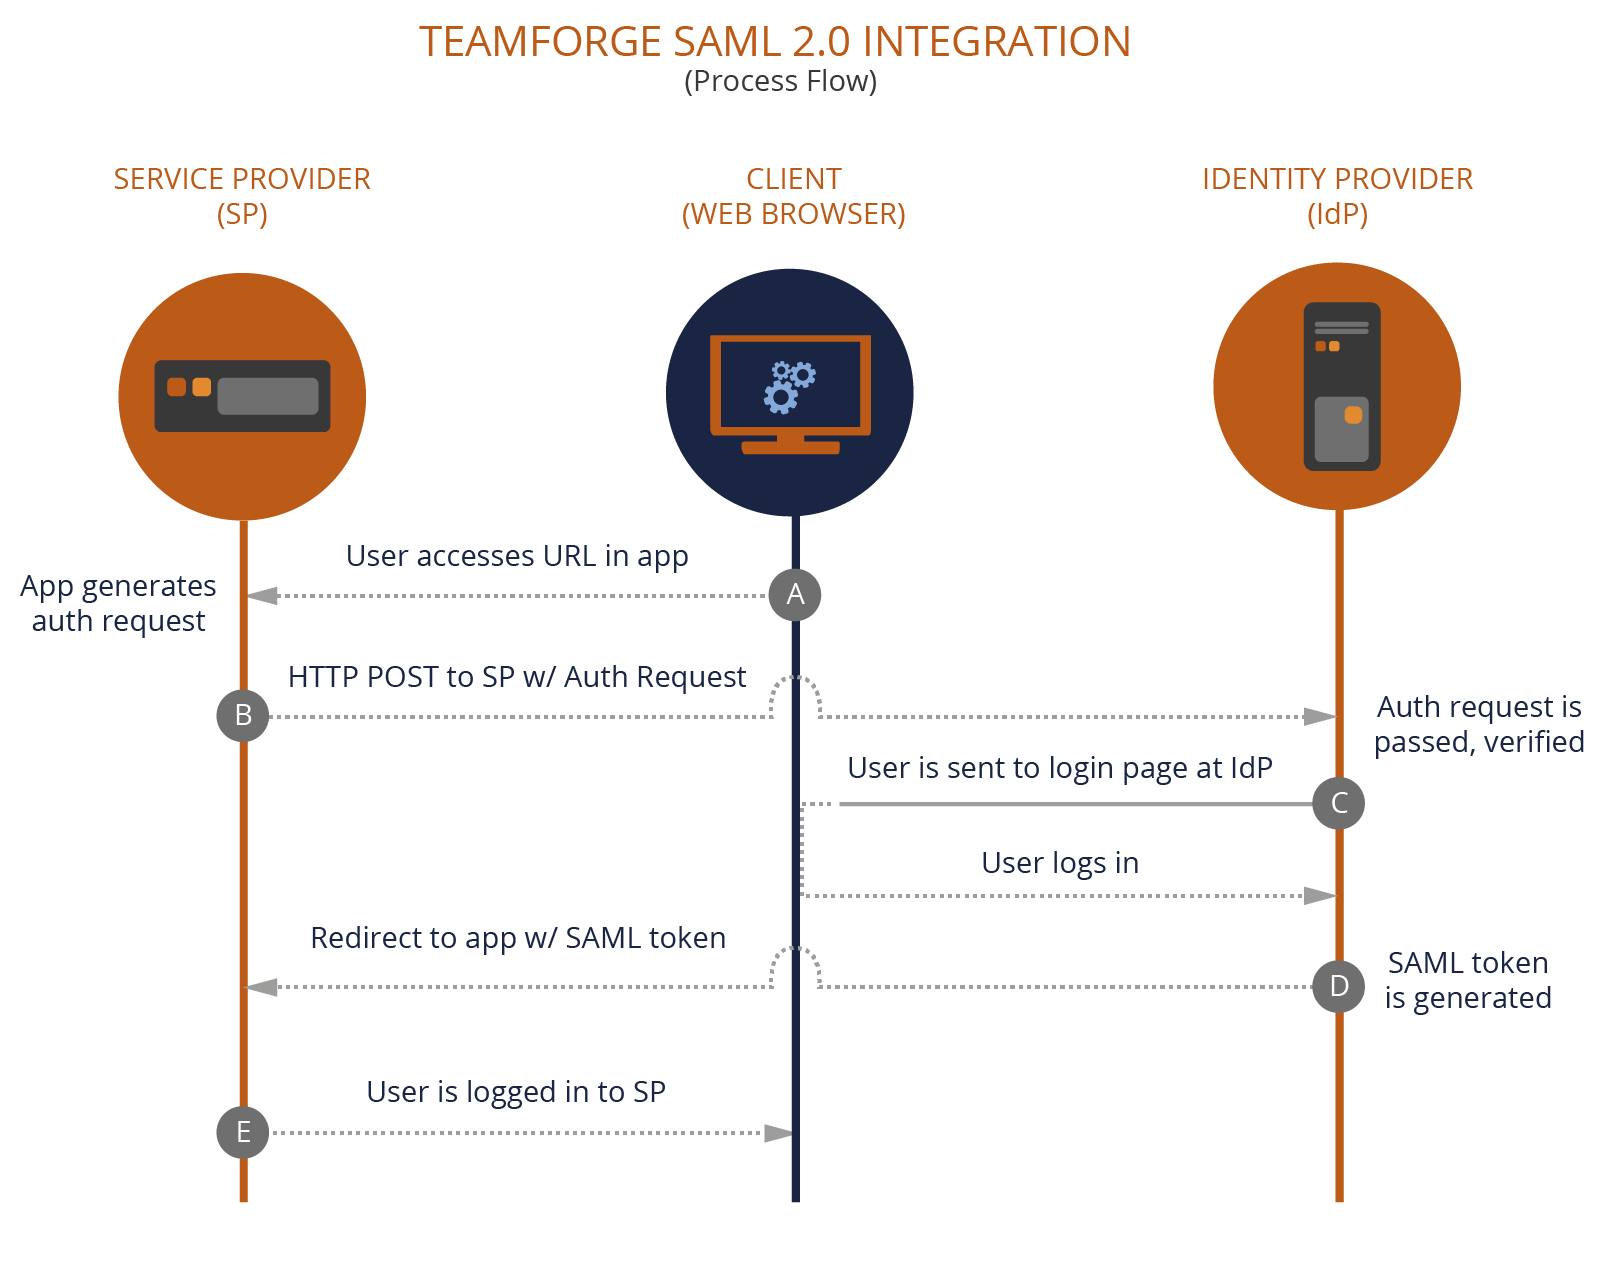 TEAMFORGE SAML 2.0 INTEGRATION
(Process Flow)
SERVICE PROVIDER
(SP)
CLIENT
(WEB BROWSER)
IDENTITY PROVIDER
(IdP)
User accesses URL in app
A
App generates
auth request
HTTP POST to SP w/ Auth Request
B
Auth request is
passed, verified
User is sent to login page at IdP
C
User logs in
Redirect to app w/ SAML token
D
SAML token
is generated
User is logged in to SP
E